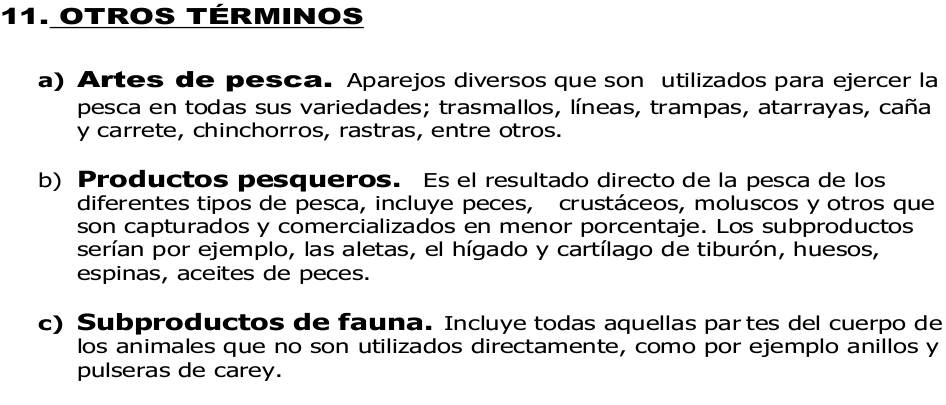 11. OTROS TÉRMINOS
a) Artes de pesca. Aparejos diversos que son utilizados para ejercer la
pesca en todas sus variedades; trasmallos, líneas, trampas, atarrayas, caña
y carrete, chinchorros, rastras, entre otros.
b) Productos pesqueros. Es el resultado directo de la pesca de los
diferentes tipos de pesca, incluye peces, crustáceos, moluscos y otros que
son capturados y comercializados en menor porcentaje. Los subproductos
serían por ejemplo, las aletas, el hígado y cartílago de tiburón, huesos,
espinas, aceites de peces.
c) Subproductos de fauna. Incluye todas aquellas partes del cuerpo de
los animales que no son utilizados directamente, como por ejemplo anillos y
pulseras de carey.